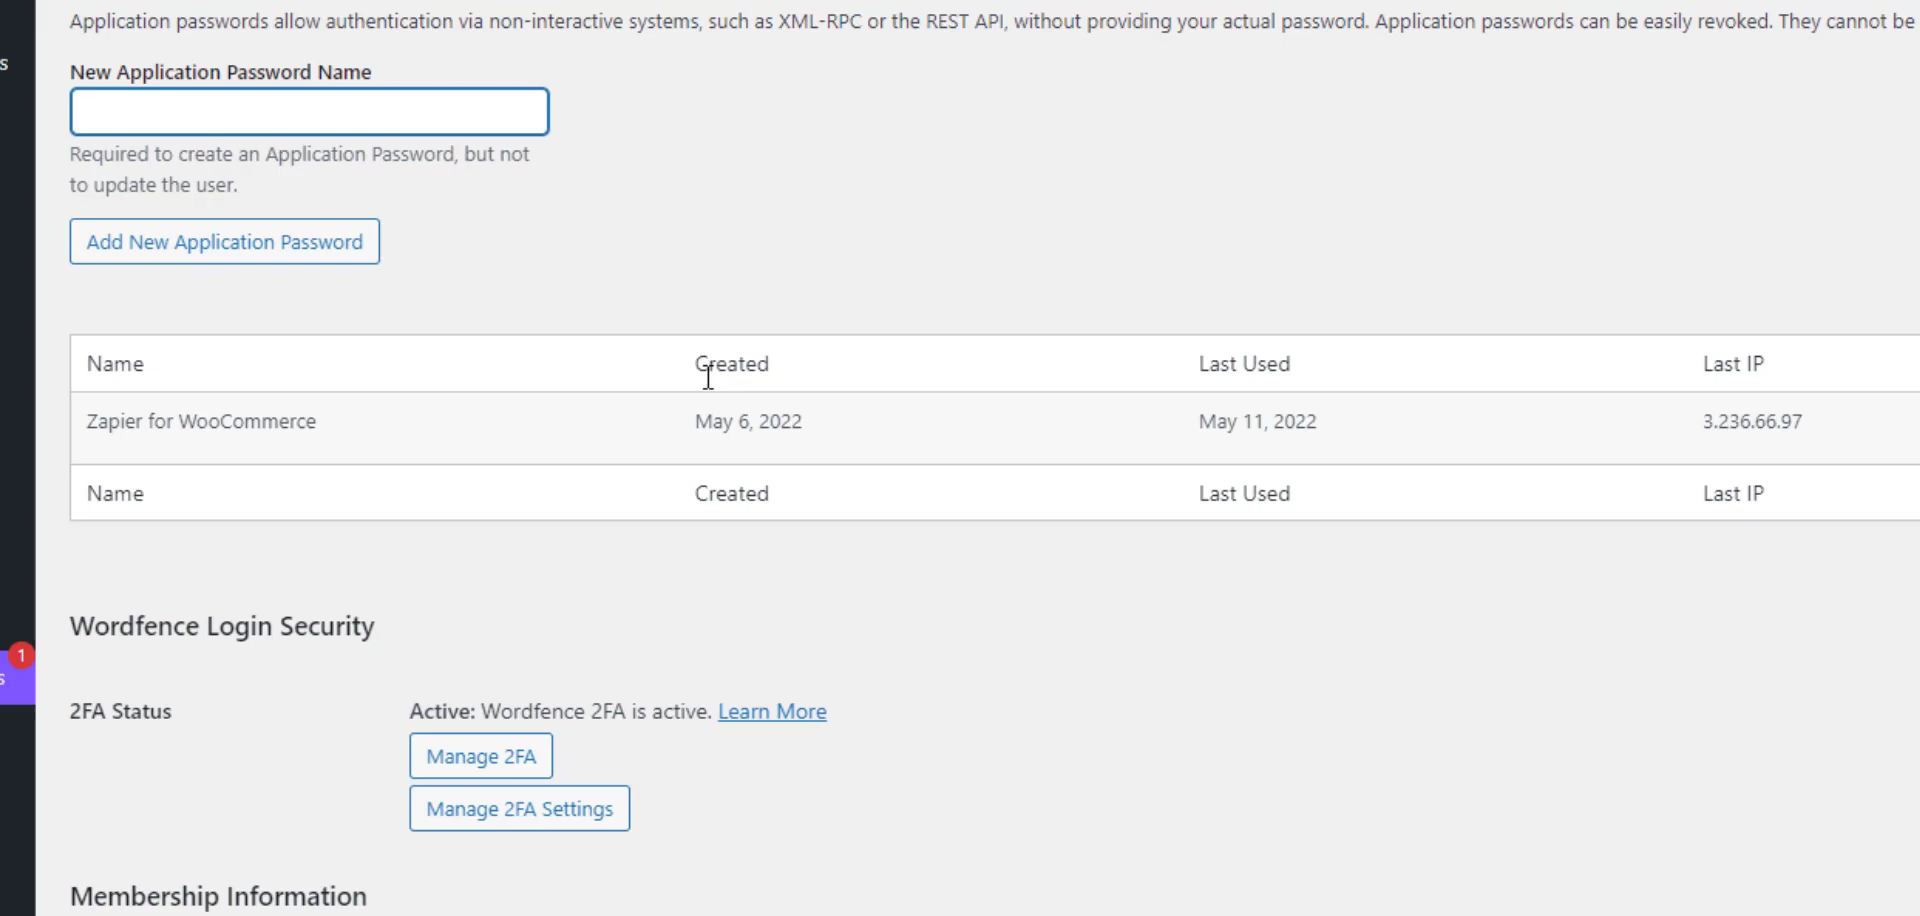 Application passwords allow authentication via non-interactive systems, such as XML-RPC or the REST API, without providing your actual password. Application passwords can be easily revoked. They cannot be
s
New Application Password Name
Required to create an Application Password, but not
to update the user.
Add New Application Password
Name Created Last Used Last IP
Zapier for WooCommerce May 6, 2022 May 11, 2022 3.236.66.97
Name Created Last Used Last IP
Wordfence Login Security
1
s
2FA Status Active: Wordfence 2FA is active. Learn More
Manage 2FA
Manage 2FA Settings
Membership Information